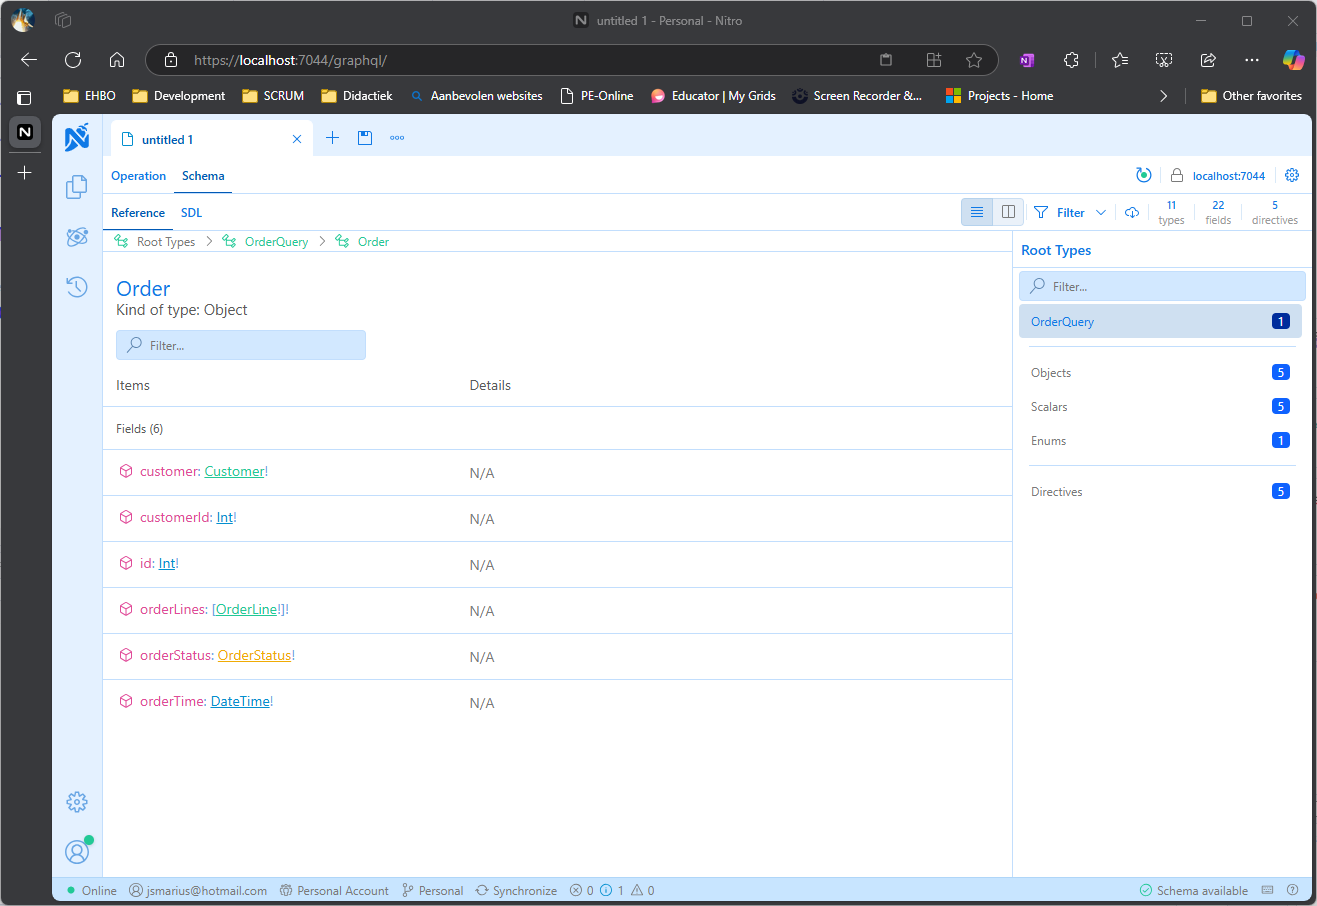 untitled 1 - Personal - Nitro
https://localhost:7044/graphql/
EHBO Development SCRUM Didactiek Aanbevolen websites PE-Online Educator | My Grids Screen Recorder &... Projects - Home Other favorites
untitled 1
Operation Schema
localhost:7044
Reference SDL
Filter
11 types
22 fields
5 directives
Root Types OrderQuery Order
Order
Kind of type: Object
Filter...
Items Details
Fields (6)
customer: Customer! N/A
customerId: Int! N/A
id: Int! N/A
orderLines: [OrderLine!]! N/A
orderStatus: OrderStatus! N/A
orderTime: DateTime! N/A
Root Types
Filter...
OrderQuery 1
Objects 5
Scalars 5
Enums 1
Directives 5
Online jsmarius@hotmail.com Personal Account Personal Synchronize 0 1 0 Schema available